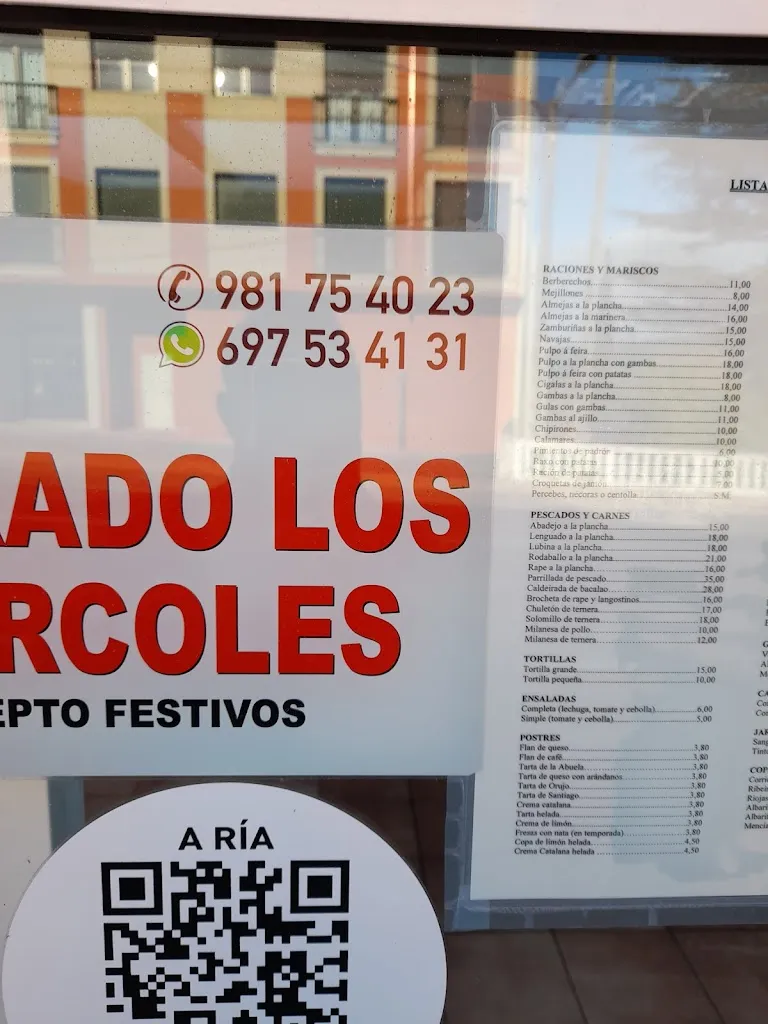 981 75 40 23
697 53 41 31
ADO LOS
RCOLES
EPTO FESTIVOS
A RÍA
LISTA
RACIONES Y MARISCOS
Berberechos 11,00
Mejillones 8,00
Almejas a la plancha 14,00
Almejas a la marinera 16,00
Zamburiñas a la plancha 15,00
Navajas 15,00
Pulpo á feira 16,00
Pulpo a la plancha con gambas 18,00
Pulpo á feira con patatas 18,00
Cigalas a la plancha 18,00
Gambas a la plancha 8,00
Gulas con gambas 11,00
Gambas al ajillo 11,00
Chipirones 10,00
Calamares 10,00
Pimientos de padrón 6,00
Raxo con patatas
Ración de patatas
Croquetas de jamón
Percebes, nécoras o centolla S.M.
PESCADOS Y CARNES
Abadejo a la plancha 15,00
Lenguado a la plancha 18,00
Lubina a la plancha 18,00
Rodaballo a la plancha 21,00
Rape a la plancha 16,00
Parrillada de pescado 35,00
Caldeirada de bacalao 28,00
Brocheta de rape y langostinos 16,00
Chuletón de ternera 17,00
Solomillo de ternera 18,00
Milanesa de pollo 10,00
Milanesa de ternera 12,00
TORTILLAS
Tortilla grande 15,00
Tortilla pequeña 10,00
ENSALADAS
Completa (lechuga, tomate y cebolla) 6,00
Simple (tomate y cebolla) 5,00
POSTRES
Flan de queso 3,80
Flan de café 3,80
Tarta de la Abuela 3,80
Tarta de queso con arándanos 3,80
Tarta de Orujo 3,80
Tarta de Santiago 3,80
Crema catalana 3,80
Tarta helada 3,80
Crema de limón 3,80
Fresas con nata (en temporada) 3,80
Copa de limón helada 4,50
Crema Catalana helada 4,50